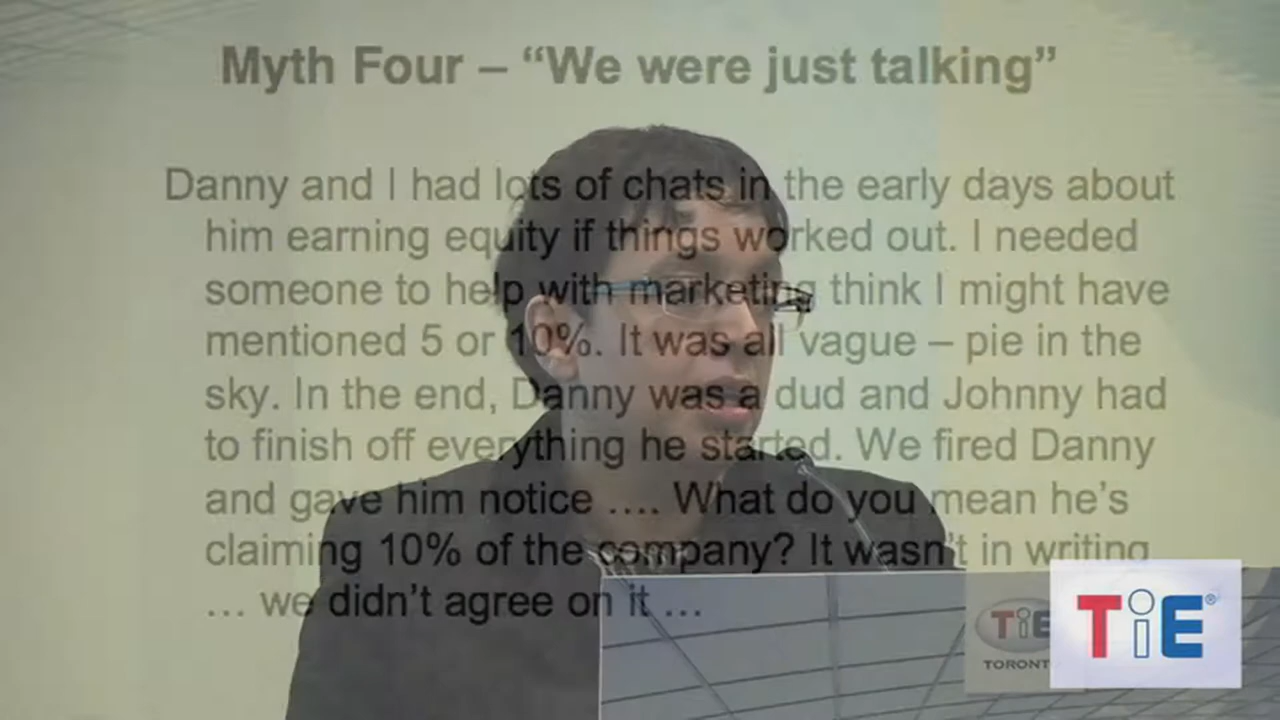 Myth Four – “We were just talking”
Danny and I had lots of chats in the early days about
him earning equity if things worked out. I needed
someone to help with marketing think I might have
mentioned 5 or 10%. It was all vague – pie in the
sky. In the end, Danny was a dud and Johnny had
to finish off everything he started. We fired Danny
and gave him notice .... What do you mean he’s
claiming 10% of the company? It wasn’t in writing
... we didn’t agree on it ...
TiE
TORONT
TiE®